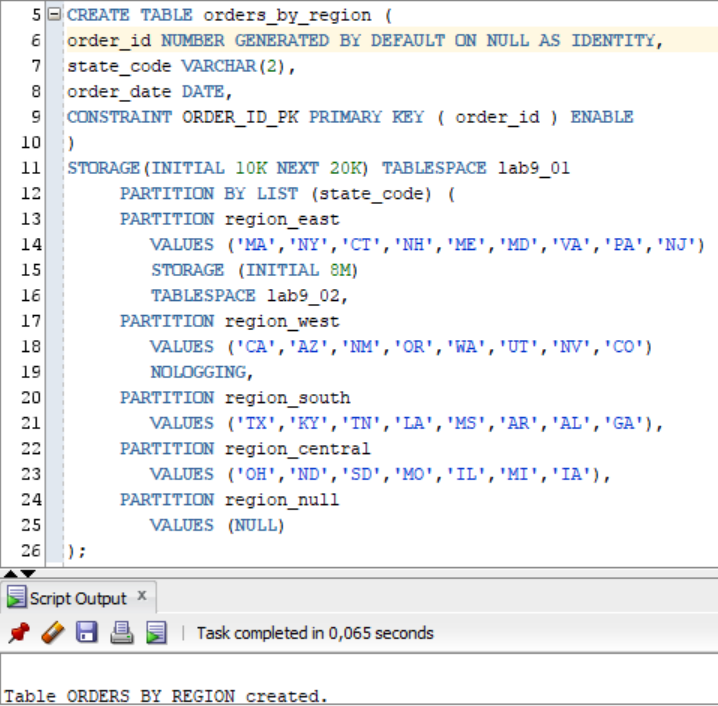 5 CREATE TABLE orders_by_region (
6 order_id NUMBER GENERATED BY DEFAULT ON NULL AS IDENTITY,
7 state_code VARCHAR(2),
8 order_date DATE,
9 CONSTRAINT ORDER_ID_PK PRIMARY KEY ( order_id ) ENABLE
10 )
11 STORAGE(INITIAL 10K NEXT 20K) TABLESPACE lab9_01
12 PARTITION BY LIST (state_code) (
13 PARTITION region_east
14 VALUES ('MA','NY','CT','NH','ME','MD','VA','PA','NJ')
15 STORAGE (INITIAL 8M)
16 TABLESPACE lab9_02,
17 PARTITION region_west
18 VALUES ('CA','AZ','NM','OR','WA','UT','NV','CO')
19 NOLOGGING,
20 PARTITION region_south
21 VALUES ('TX','KY','TN','LA','MS','AR','AL','GA'),
22 PARTITION region_central
23 VALUES ('OH','ND','SD','MO','IL','MI','IA'),
24 PARTITION region_null
25 VALUES (NULL)
26 );
Script Output x
Task completed in 0,065 seconds
Table ORDERS_BY_REGION created.